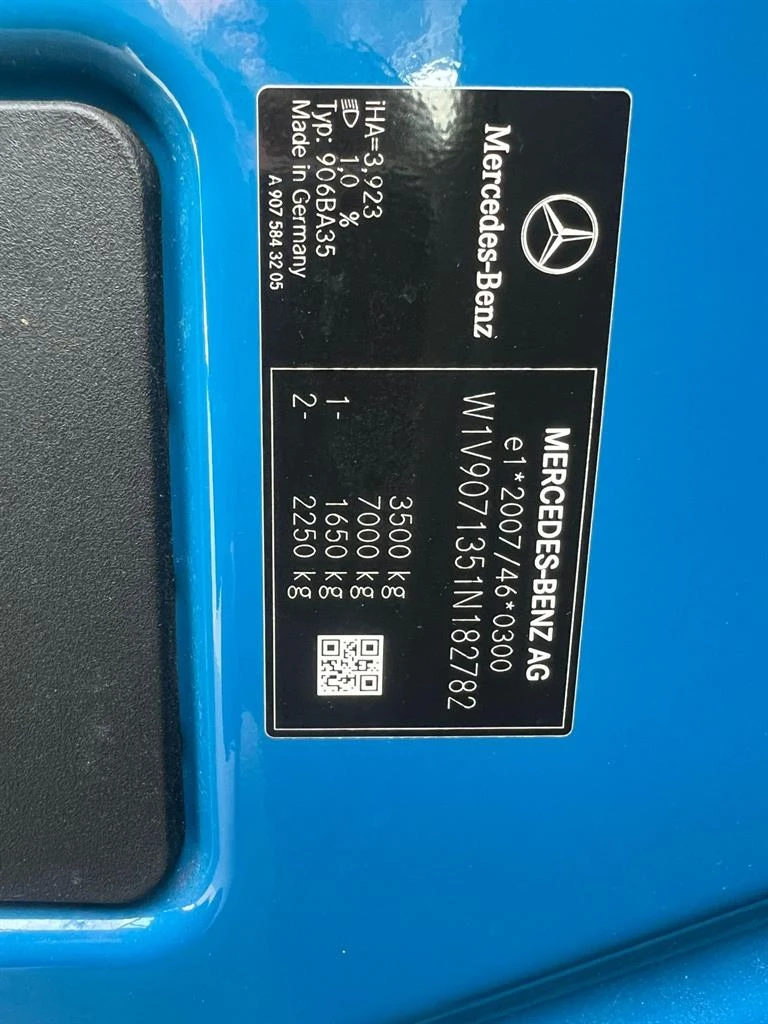 Mercedes-Benz
iHA=3,923
1,0 %
Typ: 906BA35
Made in Germany
A 907 584 32 05
MERCEDES-BENZ AG
e1*2007/46*0300
W1V9071351N182782
3500 kg
7000 kg
1- 1650 kg
2- 2250 kg